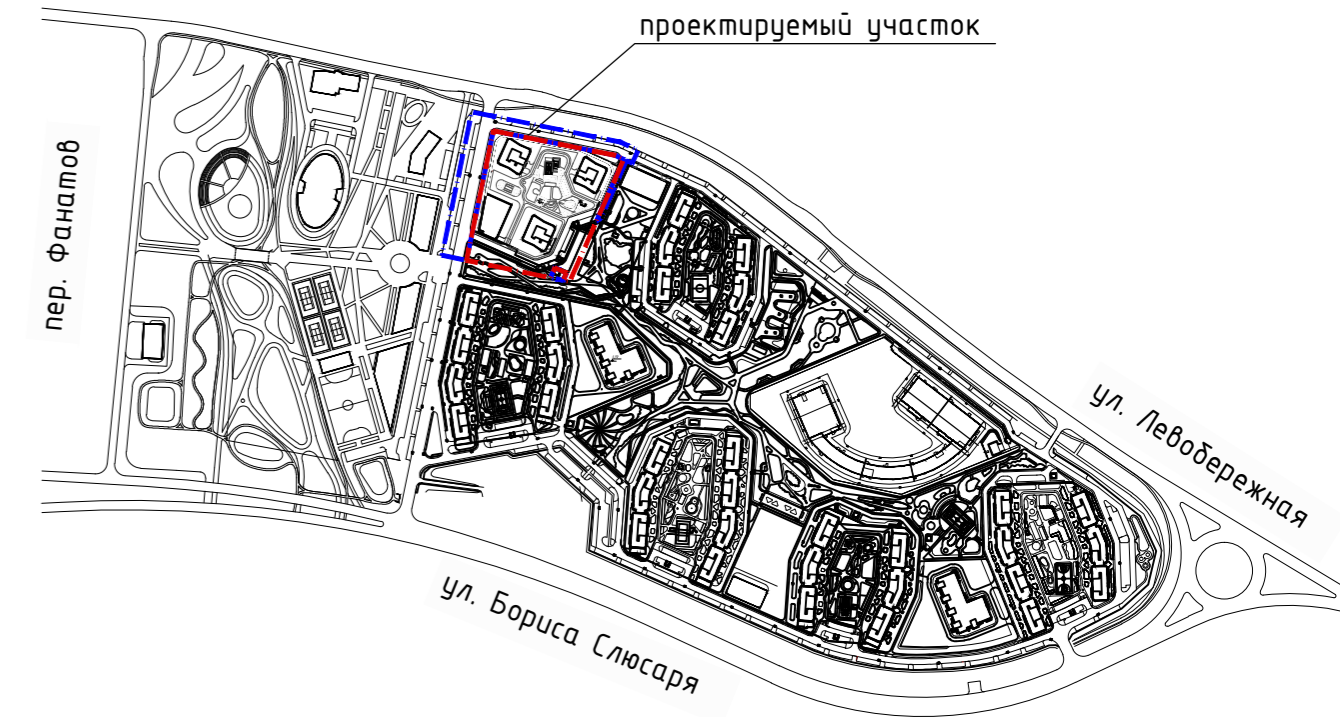 проектируемый участок
пер. Фанатов
ул. Левобережная
ул. Бориса Слюсаря